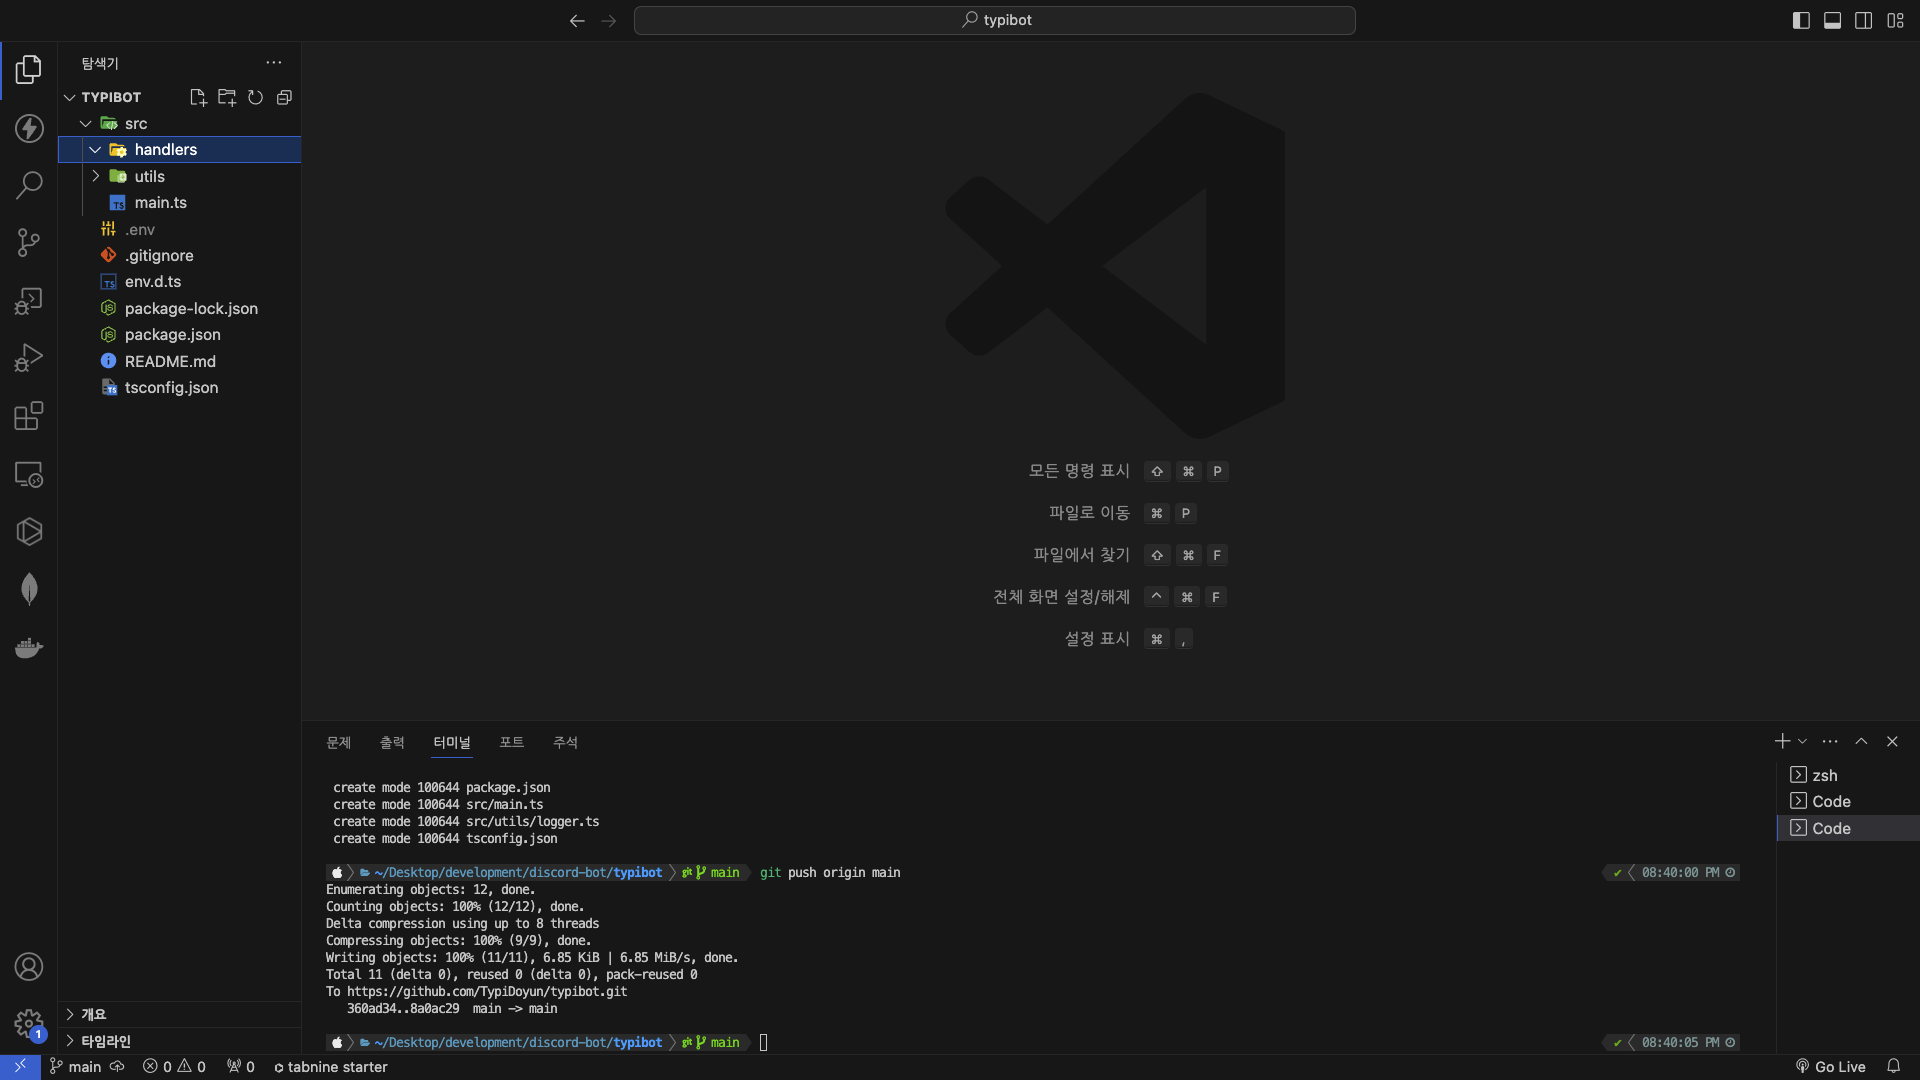 typibot
탐색기
TYPIBOT
src
handlers
utils
main.ts
.env
.gitignore
env.d.ts
package-lock.json
package.json
README.md
tsconfig.json
모든 명령 표시 ⇧ ⌘ P
파일로 이동 ⌘ P
파일에서 찾기 ⇧ ⌘ F
전체 화면 설정/해제 ^ ⌘ F
설정 표시 ⌘ ,
문제 출력 터미널 포트 주석
create mode 100644 package.json
create mode 100644 src/main.ts
create mode 100644 src/utils/logger.ts
create mode 100644 tsconfig.json
~/Desktop/development/discord-bot/typibot git main git push origin main ✔ 08:40:00 PM
Enumerating objects: 12, done.
Counting objects: 100% (12/12), done.
Delta compression using up to 8 threads
Compressing objects: 100% (9/9), done.
Writing objects: 100% (11/11), 6.85 KiB | 6.85 MiB/s, done.
Total 11 (delta 0), reused 0 (delta 0), pack-reused 0
To https://github.com/TypiDoyun/typibot.git
360ad34..8a0ac29 main -> main
~/Desktop/development/discord-bot/typibot git main ✔ 08:40:05 PM
zsh
Code
Code
개요
타임라인
1
main 0 0 0 tabnine starter Go Live